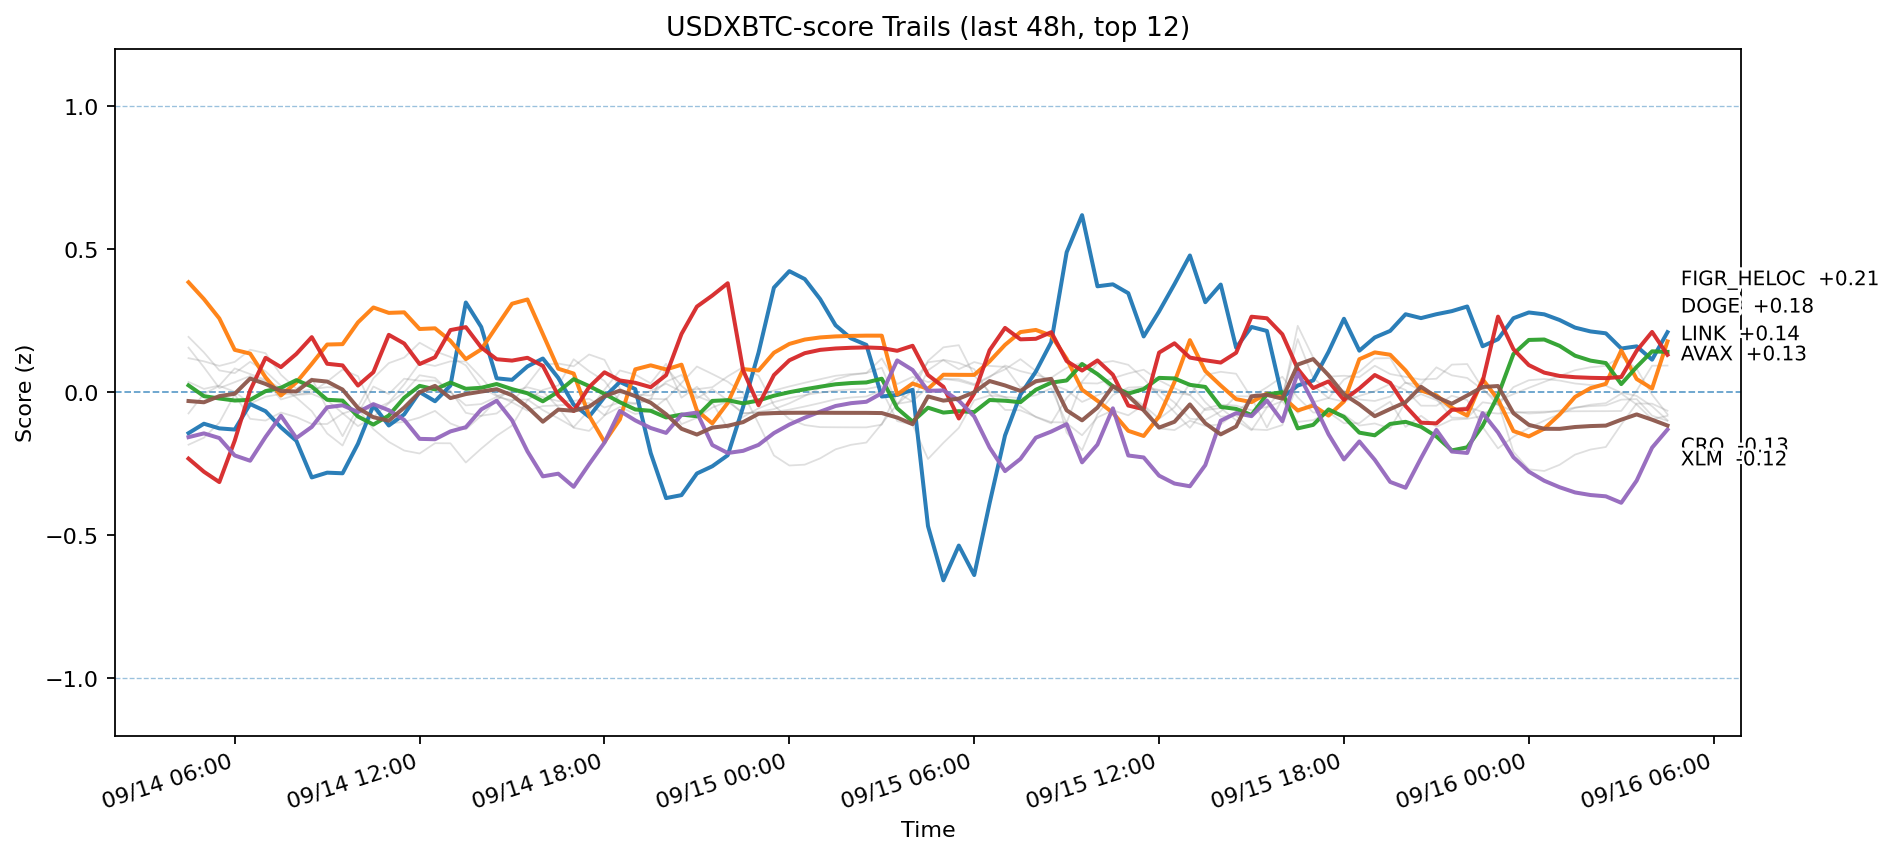 USDXBTC-score Trails (last 48h, top 12)
Score (z)
1.0
0.5
0.0
−0.5
−1.0
FIGR_HELOC +0.21
DOGE +0.18
LINK +0.14
AVAX +0.13
CRO -0.13
XLM -0.12
09/14 06:00
09/14 12:00
09/14 18:00
09/15 00:00
09/15 06:00
09/15 12:00
09/15 18:00
09/16 00:00
09/16 06:00
Time